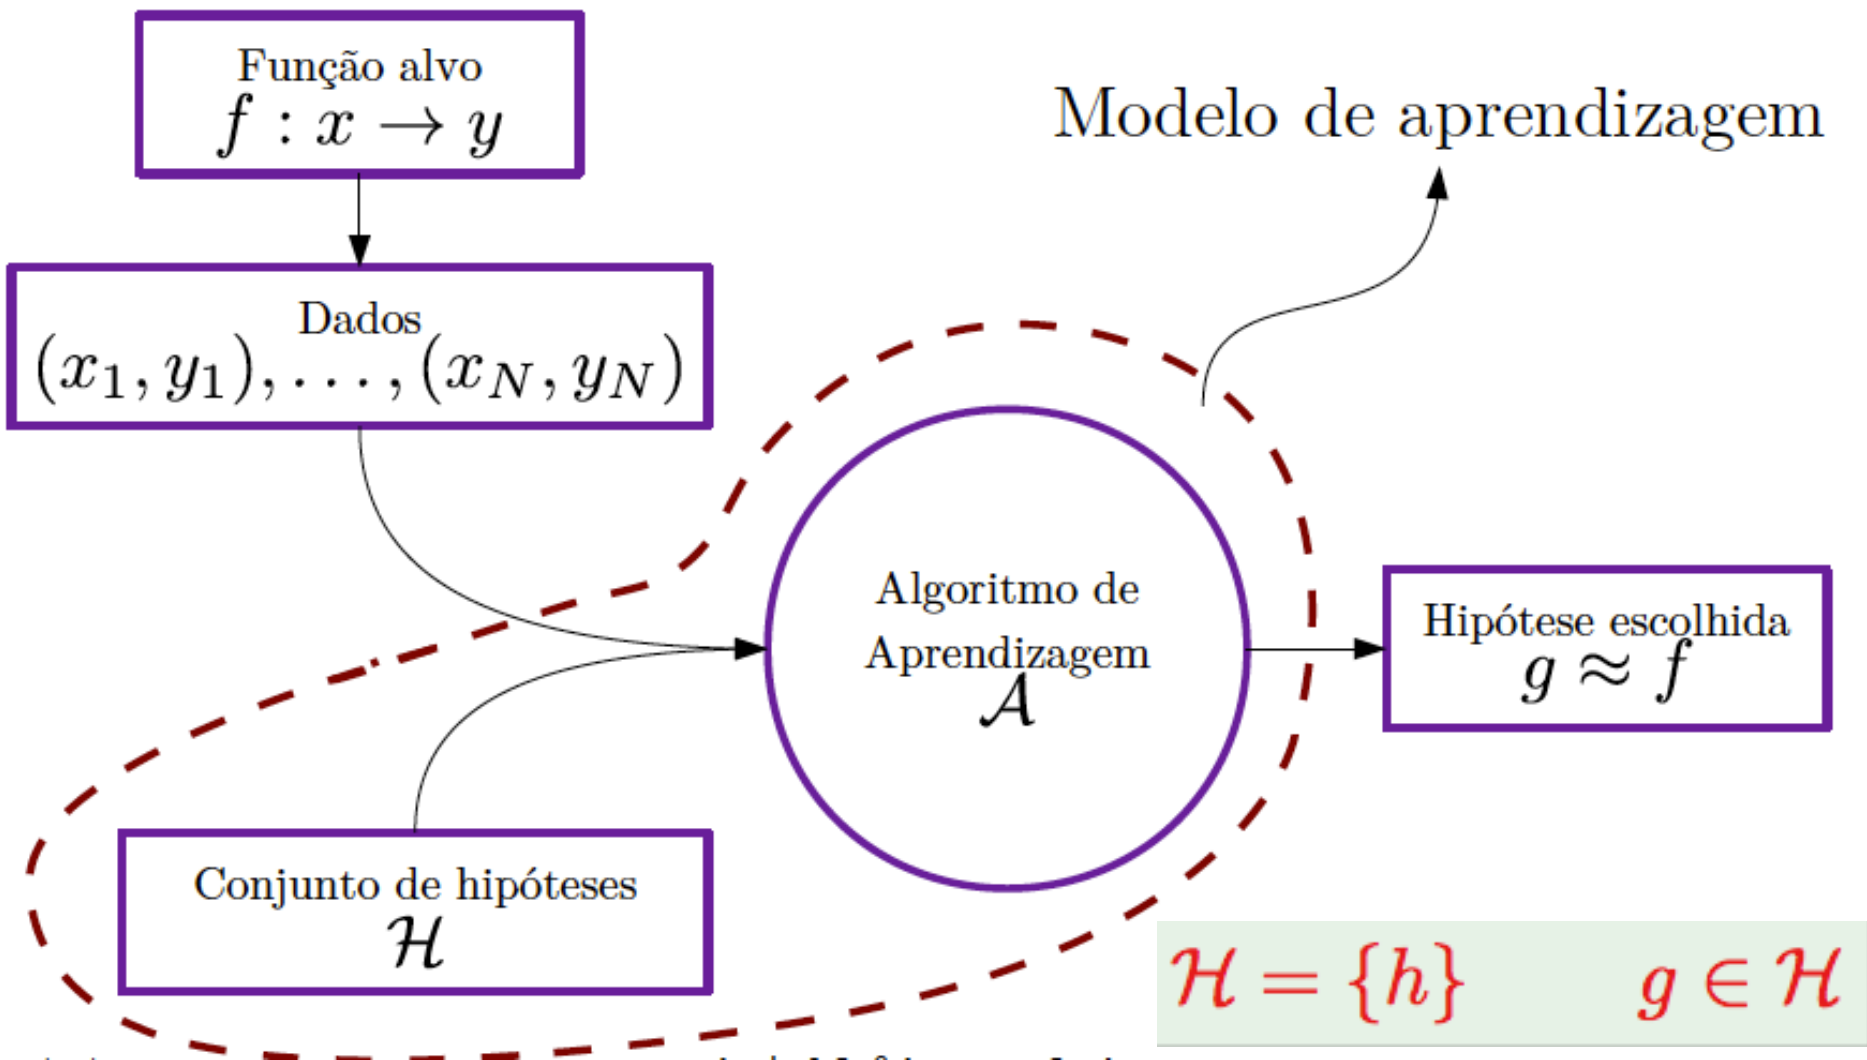 Função alvo
f : x → y
Modelo de aprendizagem
Dados
(x₁, y₁), . . . , (x_N, y_N)
Algoritmo de
Aprendizagem
𝒜
Hipótese escolhida
g ≈ f
Conjunto de hipóteses
ℋ
ℋ = {h} g ∈ ℋ